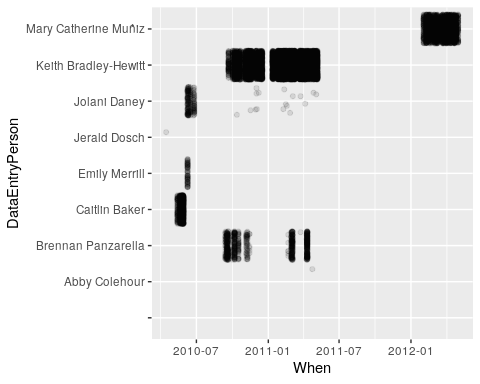 DataEntryPerson
Mary Catherine Muñiz
Keith Bradley-Hewitt
Jolani Daney
Jerald Dosch
Emily Merrill
Caitlin Baker
Brennan Panzarella
Abby Colehour
2010-07
2011-01
2011-07
2012-01
When